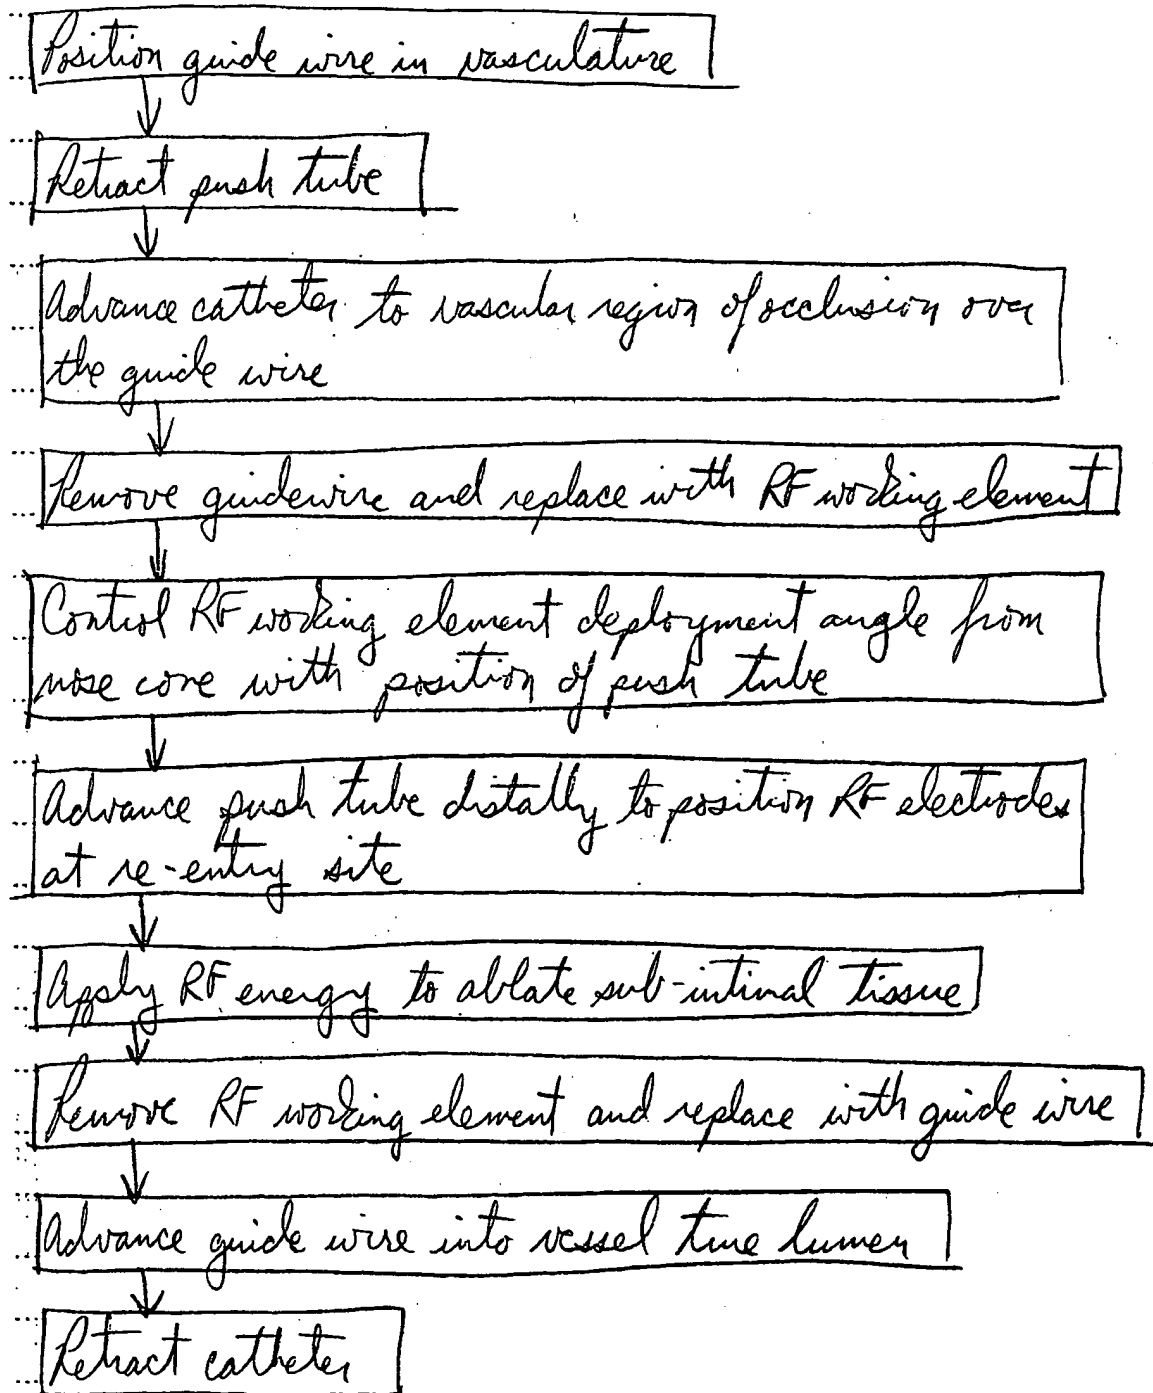 Position guide wire in vasculature
Retract push tube
Advance catheter to vascular region of occlusion over
the guide wire
Remove guidewire and replace with RF working element
Control RF working element deployment angle from
nose cone with position of push tube
Advance push tube distally to position RF electrodes
at re-entry site
Apply RF energy to ablate sub-intimal tissue
Remove RF working element and replace with guide wire
Advance guide wire into vessel true lumen
Retract catheter